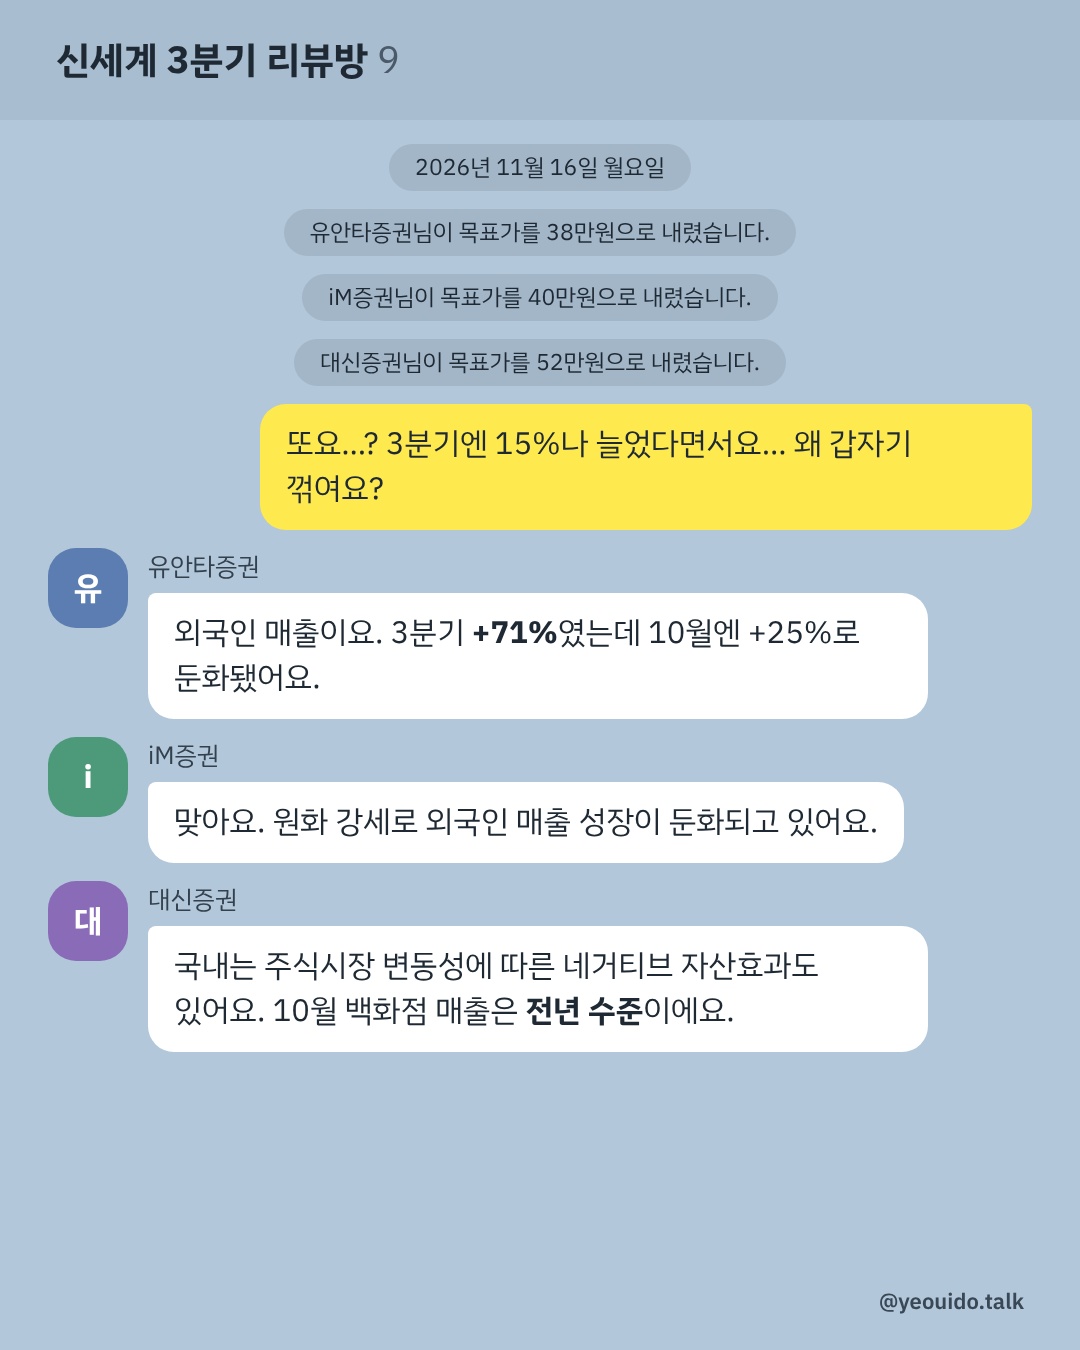 신세계 3분기 리뷰방 9
2026년 11월 16일 월요일
유안타증권님이 목표가를 38만원으로 내렸습니다.
iM증권님이 목표가를 40만원으로 내렸습니다.
대신증권님이 목표가를 52만원으로 내렸습니다.
또요...? 3분기엔 15%나 늘었다면서요... 왜 갑자기
꺾여요?
유
유안타증권
외국인 매출이요. 3분기 +71%였는데 10월엔 +25%로
둔화됐어요.
i
iM증권
맞아요. 원화 강세로 외국인 매출 성장이 둔화되고 있어요.
대
대신증권
국내는 주식시장 변동성에 따른 네거티브 자산효과도
있어요. 10월 백화점 매출은 전년 수준이에요.
@yeouido.talk